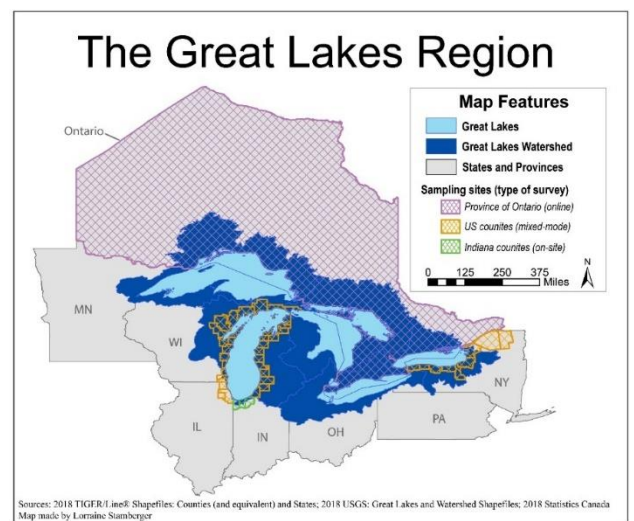 The Great Lakes Region
Ontario
Map Features
Great Lakes
Great Lakes Watershed
States and Provinces
Sampling sites (type of survey)
Province of Ontario (online)
US counites (mixed-mode)
Indiana counites (on-site)
0 125 250 375
Miles
N
MN
WI
IL
IN
OH
PA
NY
Sources: 2018 TIGER/Line® Shapefiles: Counties (and equivalent) and States; 2018 USGS: Great Lakes and Watershed Shapefiles; 2018 Statistics Canada
Map made by Lorraine Stamberger